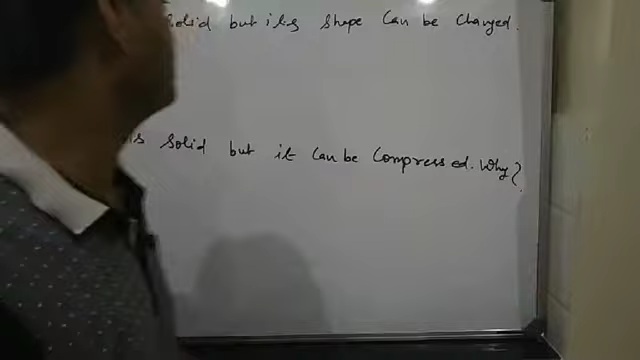 Solid but its shape can be changed.
is solid but it can be compressed. Why?